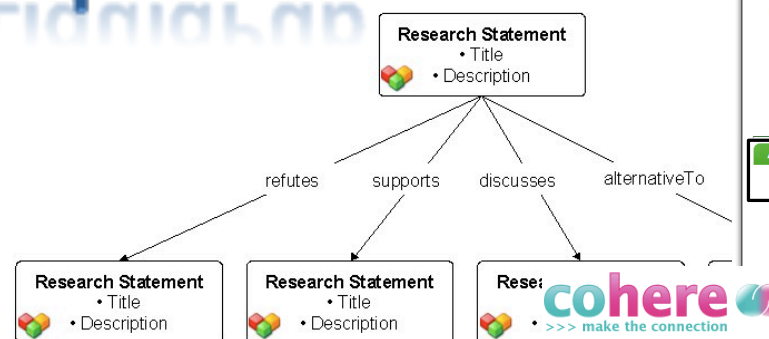 Research Statement
• Title
• Description
refutes
supports
discusses
alternativeTo
Research Statement
• Title
• Description
Research Statement
• Title
• Description
Resea
•
cohere
>>> make the connection